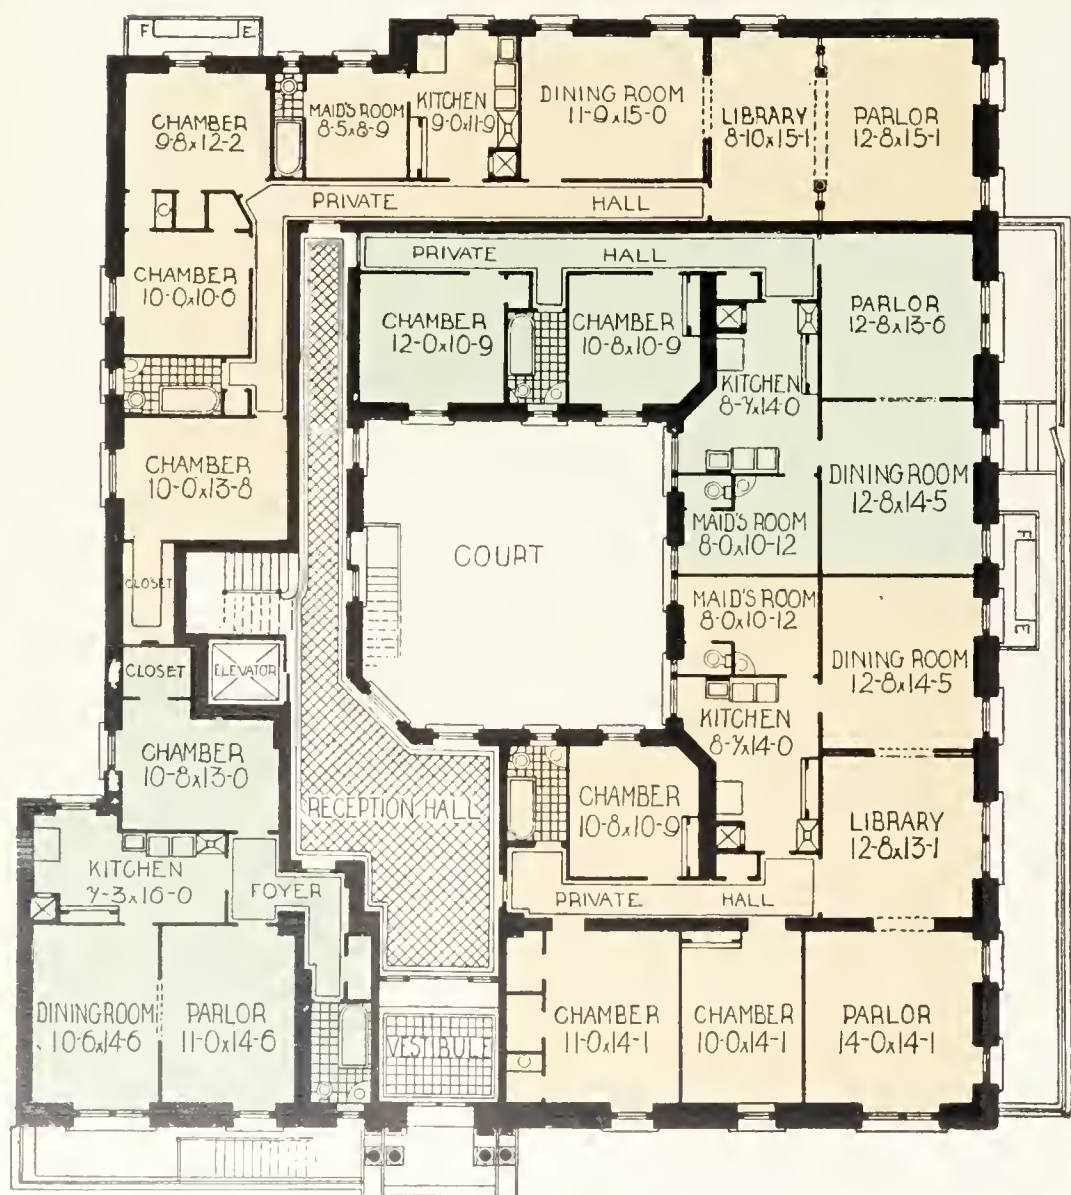 F E
CHAMBER
9-8x12-2
MAID'S ROOM
8-5x8-9
KITCHEN
9-0x11-9
DINING ROOM
11-9x15-0
LIBRARY
8-10x15-1
PARLOR
12-8x15-1
PRIVATE HALL
CHAMBER
10-0x10-6
PRIVATE HALL
CHAMBER
12-0x10-9
CHAMBER
10-8x10-9
PARLOR
12-8x13-6
KITCHEN
8-7x14-0
CHAMBER
10-0x13-8
DINING ROOM
12-8x14-5
MAID'S ROOM
8-0x10-12
COURT
F
E
CLOSET
MAID'S ROOM
8-0x10-12
DINING ROOM
12-8x14-5
CLOSET
ELEVATOR
KITCHEN
8-7x14-0
CHAMBER
10-8x13-0
CHAMBER
10-8x10-9
LIBRARY
12-8x13-1
RECEPTION HALL
KITCHEN
7-3x16-0
FOYER
PRIVATE HALL
DINING ROOM
10-6x14-6
PARLOR
11-0x14-6
VESTIBULE
CHAMBER
11-0x14-1
CHAMBER
10-0x14-1
PARLOR
14-0x14-1